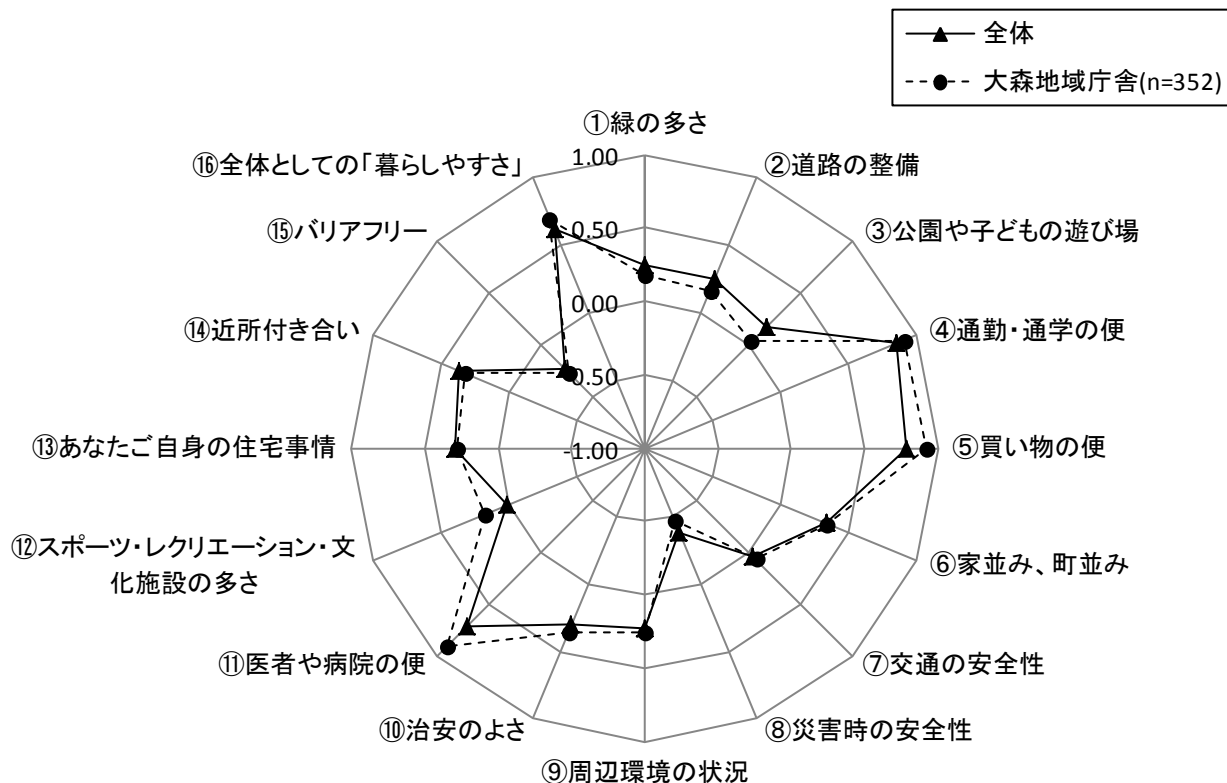 全体
大森地域庁舎(n=352)
①緑の多さ
②道路の整備
③公園や子どもの遊び場
④通勤・通学の便
⑤買い物の便
⑥家並み、町並み
⑦交通の安全性
⑧災害時の安全性
⑨周辺環境の状況
⑩治安のよさ
⑪医者や病院の便
⑫スポーツ・レクリエーション・文
化施設の多さ
⑬あなたご自身の住宅事情
⑭近所付き合い
⑮バリアフリー
⑯全体としての「暮らしやすさ」
1.00
0.50
0.00
0.50
-1.00